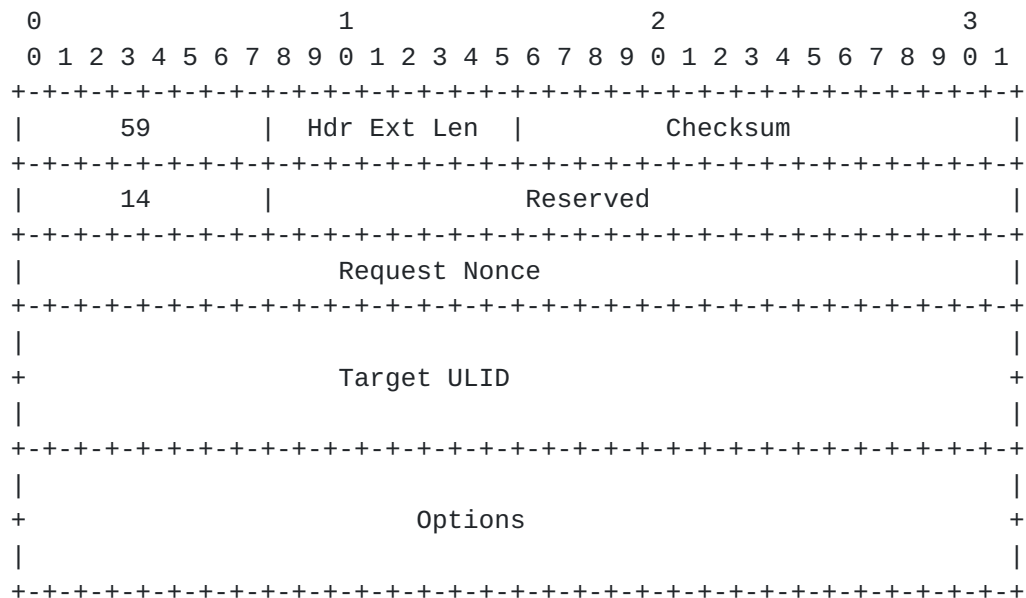 0                   1                   2                   3
 0 1 2 3 4 5 6 7 8 9 0 1 2 3 4 5 6 7 8 9 0 1 2 3 4 5 6 7 8 9 0 1
+-+-+-+-+-+-+-+-+-+-+-+-+-+-+-+-+-+-+-+-+-+-+-+-+-+-+-+-+-+-+-+-+
|      59       |  Hdr Ext Len  |         Checksum              |
+-+-+-+-+-+-+-+-+-+-+-+-+-+-+-+-+-+-+-+-+-+-+-+-+-+-+-+-+-+-+-+-+
|      14       |                Reserved                       |
+-+-+-+-+-+-+-+-+-+-+-+-+-+-+-+-+-+-+-+-+-+-+-+-+-+-+-+-+-+-+-+-+
|                    Request Nonce                              |
+-+-+-+-+-+-+-+-+-+-+-+-+-+-+-+-+-+-+-+-+-+-+-+-+-+-+-+-+-+-+-+-+
|                                                               |
+                    Target ULID                                +
|                                                               |
+-+-+-+-+-+-+-+-+-+-+-+-+-+-+-+-+-+-+-+-+-+-+-+-+-+-+-+-+-+-+-+-+
|                                                               |
+                         Options                               +
|                                                               |
+-+-+-+-+-+-+-+-+-+-+-+-+-+-+-+-+-+-+-+-+-+-+-+-+-+-+-+-+-+-+-+-+